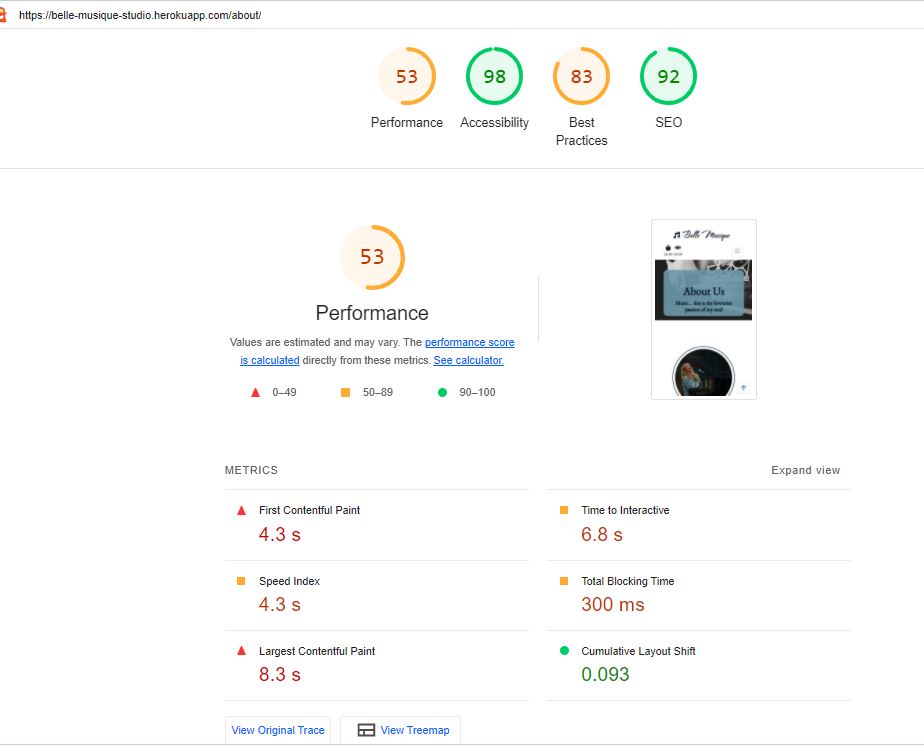 https://belle-musique-studio.herokuapp.com/about/
53
98
83
92
Performance
Accessibility
Best
Practices
SEO
53
Performance
Values are estimated and may vary. The performance score
is calculated directly from these metrics. See calculator.
0–49
50–89
90–100
Belle Musique
About Us
Music... this is the favourite
passion of my soul
METRICS
Expand view
First Contentful Paint
4.3 s
Time to Interactive
6.8 s
Speed Index
4.3 s
Total Blocking Time
300 ms
Largest Contentful Paint
8.3 s
Cumulative Layout Shift
0.093
View Original Trace
View Treemap